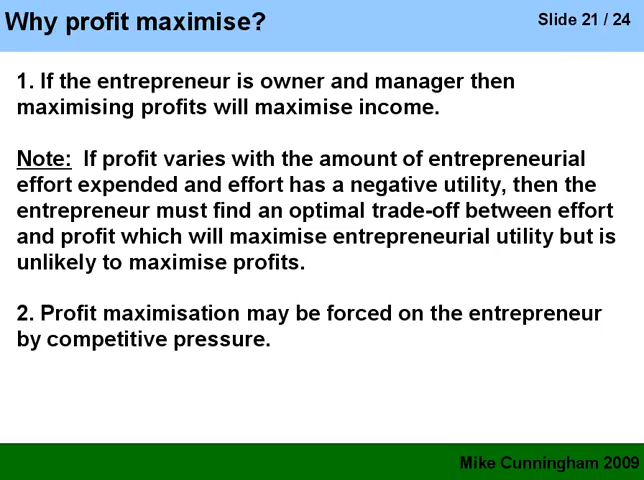 Why profit maximise?
Slide 21 / 24
1. If the entrepreneur is owner and manager then
maximising profits will maximise income.
Note: If profit varies with the amount of entrepreneurial
effort expended and effort has a negative utility, then the
entrepreneur must find an optimal trade-off between effort
and profit which will maximise entrepreneurial utility but is
unlikely to maximise profits.
2. Profit maximisation may be forced on the entrepreneur
by competitive pressure.
Mike Cunningham 2009